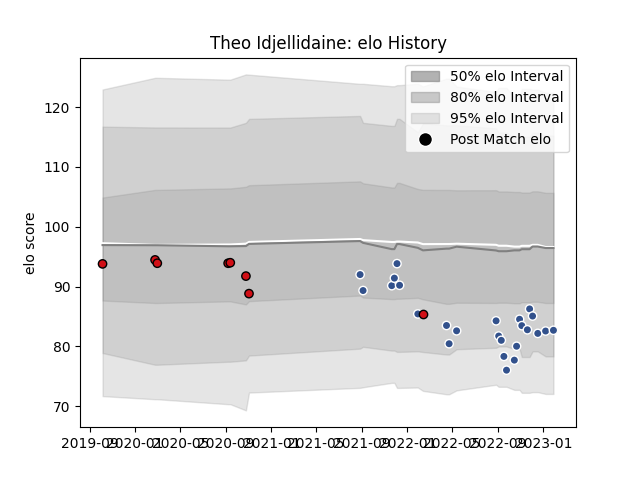 Theo Idjellidaine: elo History
50% elo Interval
80% elo Interval
95% elo Interval
Post Match elo
elo score
120
110
100
90
80
70
2019-09 2020-01 2020-05 2020-09 2021-01 2021-05 2021-09 2022-01 2022-05 2022-09 2023-01